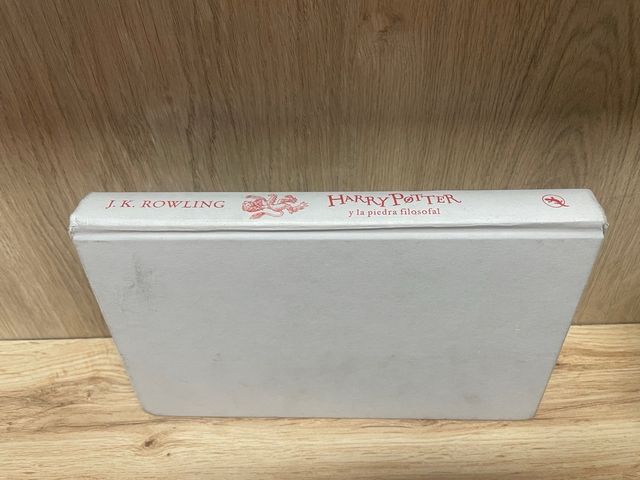 J. K. ROWLING
HARRY POTTER
y la piedra filosofal